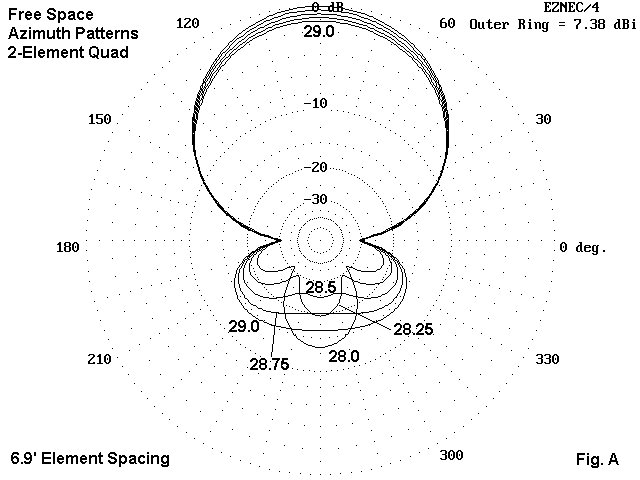 Free Space
Azimuth Patterns
2-Element Quad
0 dB
EZNEC/4
Outer Ring = 7.38 dBi
29.0
120
60
-10
150
30
-20
-30
180
0 deg.
28.5
29.0
28.25
28.75
28.0
210
330
300
6.9' Element Spacing
Fig. A